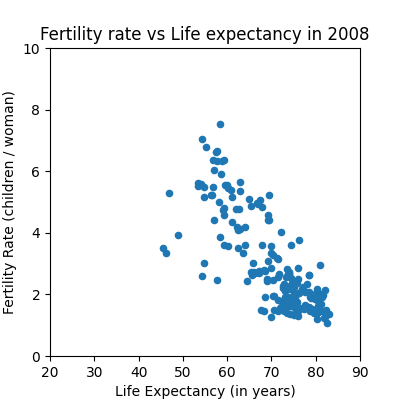 Fertility rate vs Life expectancy in 2008
10
8
6
4
2
0
Fertility Rate (children / woman)
20 30 40 50 60 70 80 90
Life Expectancy (in years)